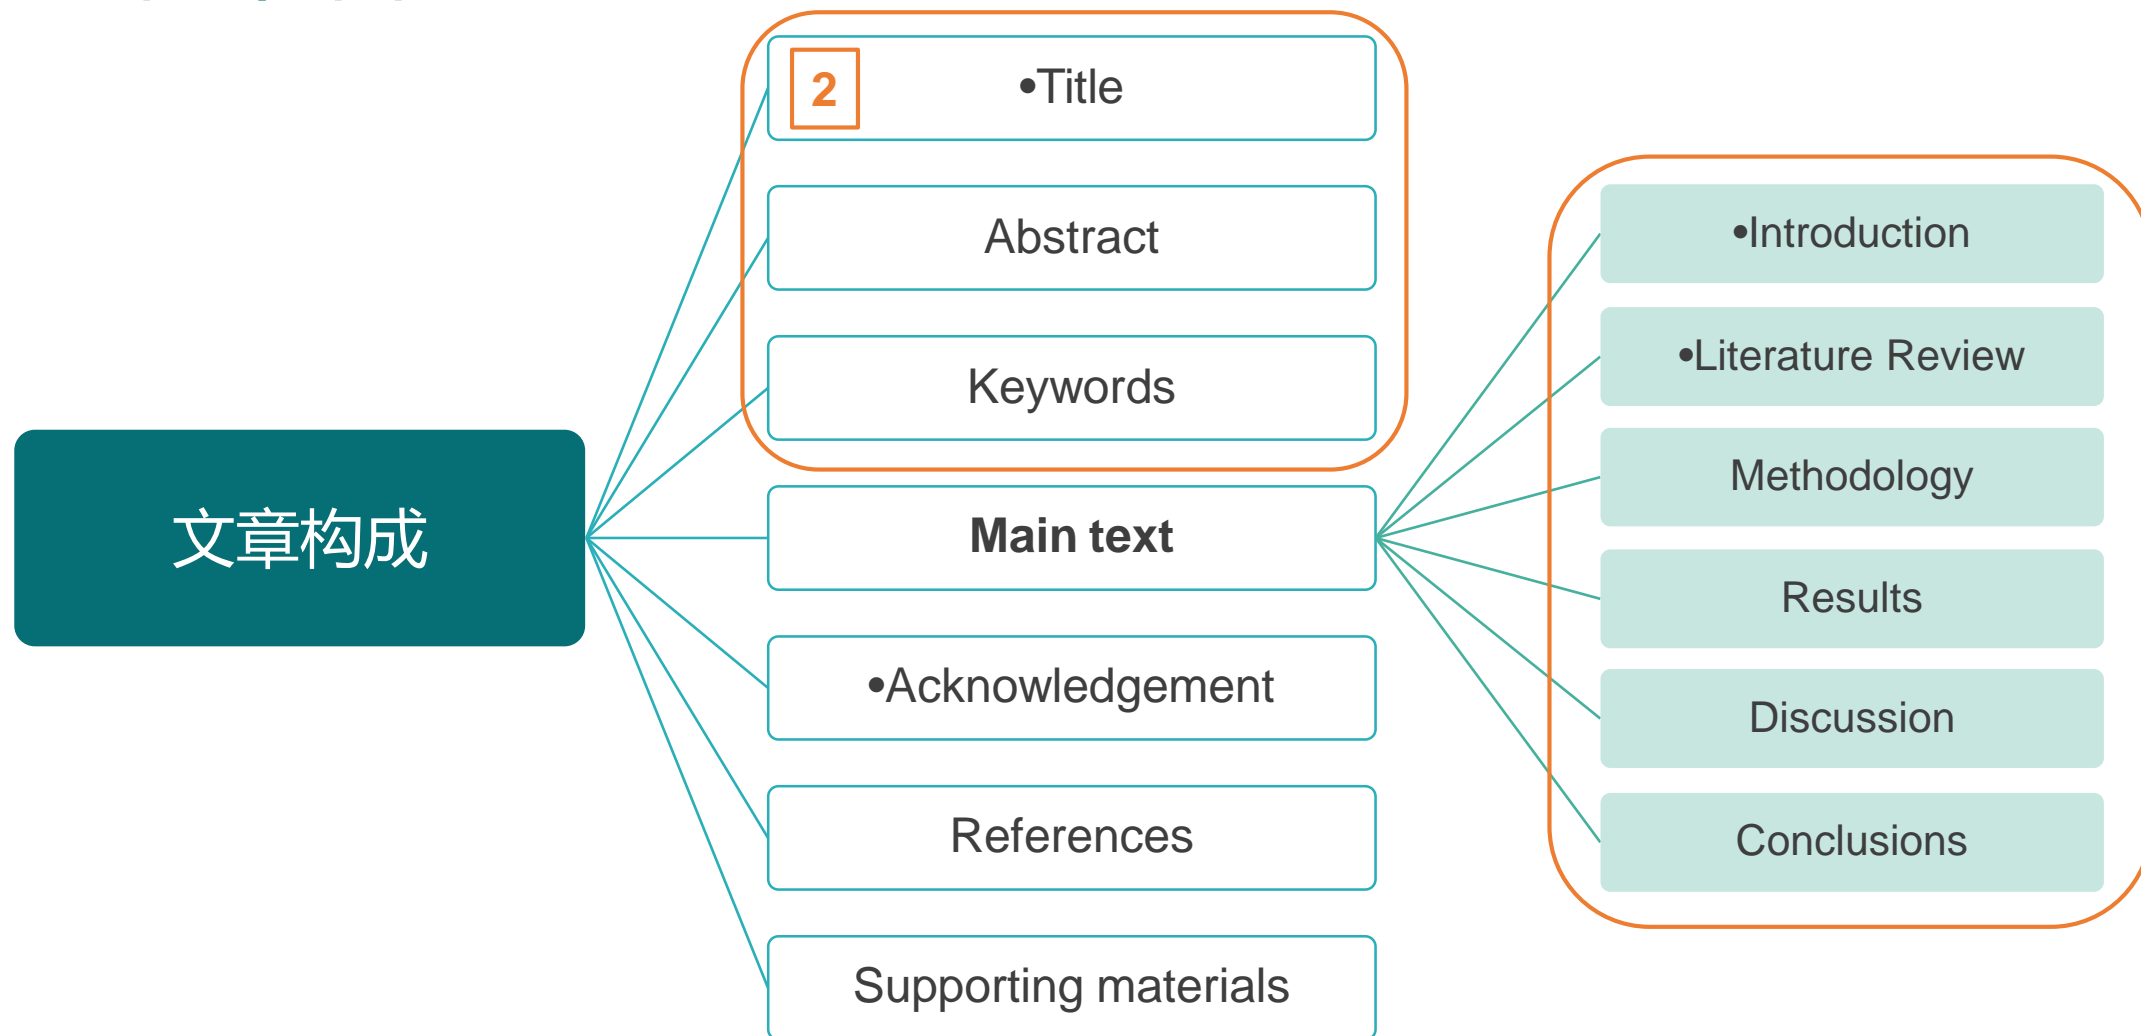 2
•Title
Abstract
Keywords
文章构成
Main text
•Acknowledgement
References
Supporting materials
•Introduction
•Literature Review
Methodology
Results
Discussion
Conclusions